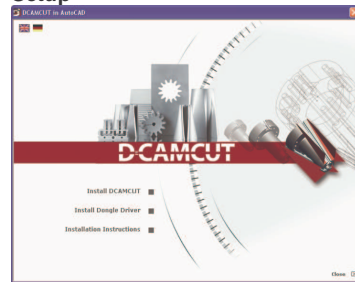 Setup
DCAMCUT in AutoCAD
D·CAMCUT
Install DCAMCUT
Install Dongle Driver
Installation Instructions
Close